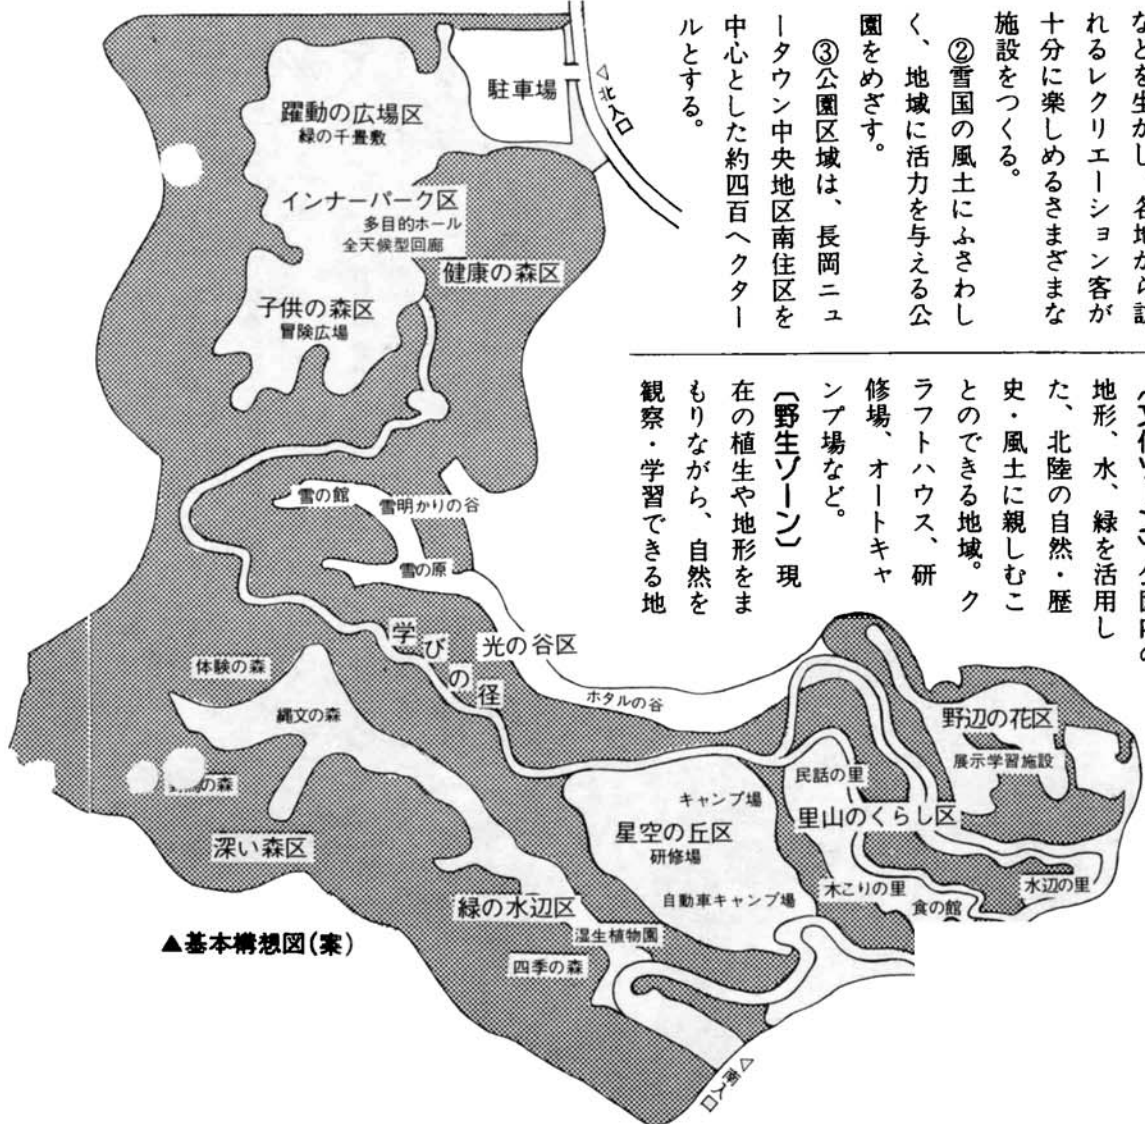 などを生かし、各地から訪
れるレクリエーション客が
十分に楽しめるさまざまな
施設をつくる。
②雪国の風土にふさわし
く、地域に活力を与える公
園をめざす。
③公園区域は、長岡ニュ
ータウン中央地区南住区を
中心とした約四百ヘクター
ルとする。
地形、水、緑を活用し
た、北陸の自然・歴
史・風土に親しむこ
とのできる地域。ク
ラフトハウス、研
修場、オートキャ
ンプ場など。
〔野生ゾーン〕現
在の植生や地形をま
もりながら、自然を
観察・学習できる地
△北入口
駐車場
躍動の広場区
緑の千畳敷
インナーパーク区
多目的ホール
全天候型回廊
健康の森区
子供の森区
冒険広場
雪の館
雪明かりの谷
雪の原
学びの径
光の谷区
ホタルの谷
体験の森
縄文の森
の森
深い森区
野辺の花区
展示学習施設
民話の里
里山のくらし区
キャンプ場
星空の丘区
研修場
自動車キャンプ場
木こりの里
食の館
水辺の里
緑の水辺区
湿生植物園
四季の森
△南入口
▲基本構想図(案)